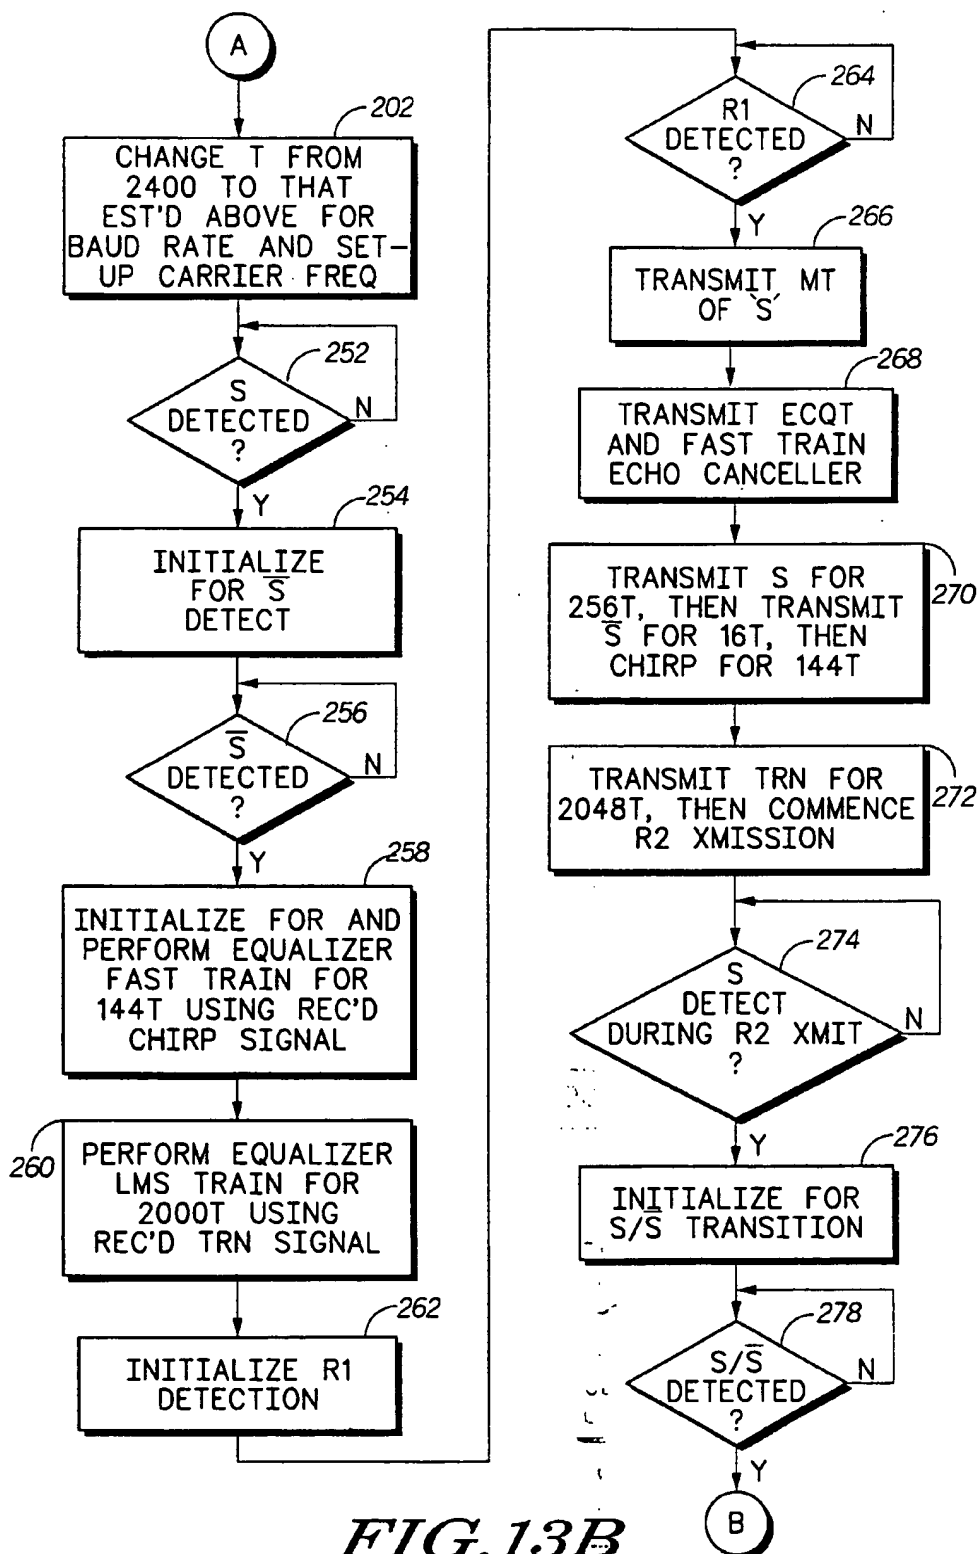 A
202
CHANGE T FROM
2400 TO THAT
EST'D ABOVE FOR
BAUD RATE AND SET-
UP CARRIER FREQ
252
S
DETECTED
?
N
Y
254
INITIALIZE
FOR S̅
DETECT
256
S̅
DETECTED
?
N
Y
258
INITIALIZE FOR AND
PERFORM EQUALIZER
FAST TRAIN FOR
144T USING REC'D
CHIRP SIGNAL
260
PERFORM EQUALIZER
LMS TRAIN FOR
2000T USING
REC'D TRN SIGNAL
262
INITIALIZE R1
DETECTION
264
R1
DETECTED
?
N
Y
266
TRANSMIT MT
OF 'S'
268
TRANSMIT ECQT
AND FAST TRAIN
ECHO CANCELLER
270
TRANSMIT S FOR
256T, THEN TRANSMIT
S̅ FOR 16T, THEN
CHIRP FOR 144T
272
TRANSMIT TRN FOR
2048T, THEN COMMENCE
R2 XMISSION
274
S
DETECT
DURING R2 XMIT
?
N
Y
276
INITIALIZE FOR
S/S̅ TRANSITION
278
S/S̅
DETECTED
?
N
Y
B
FIG.13B